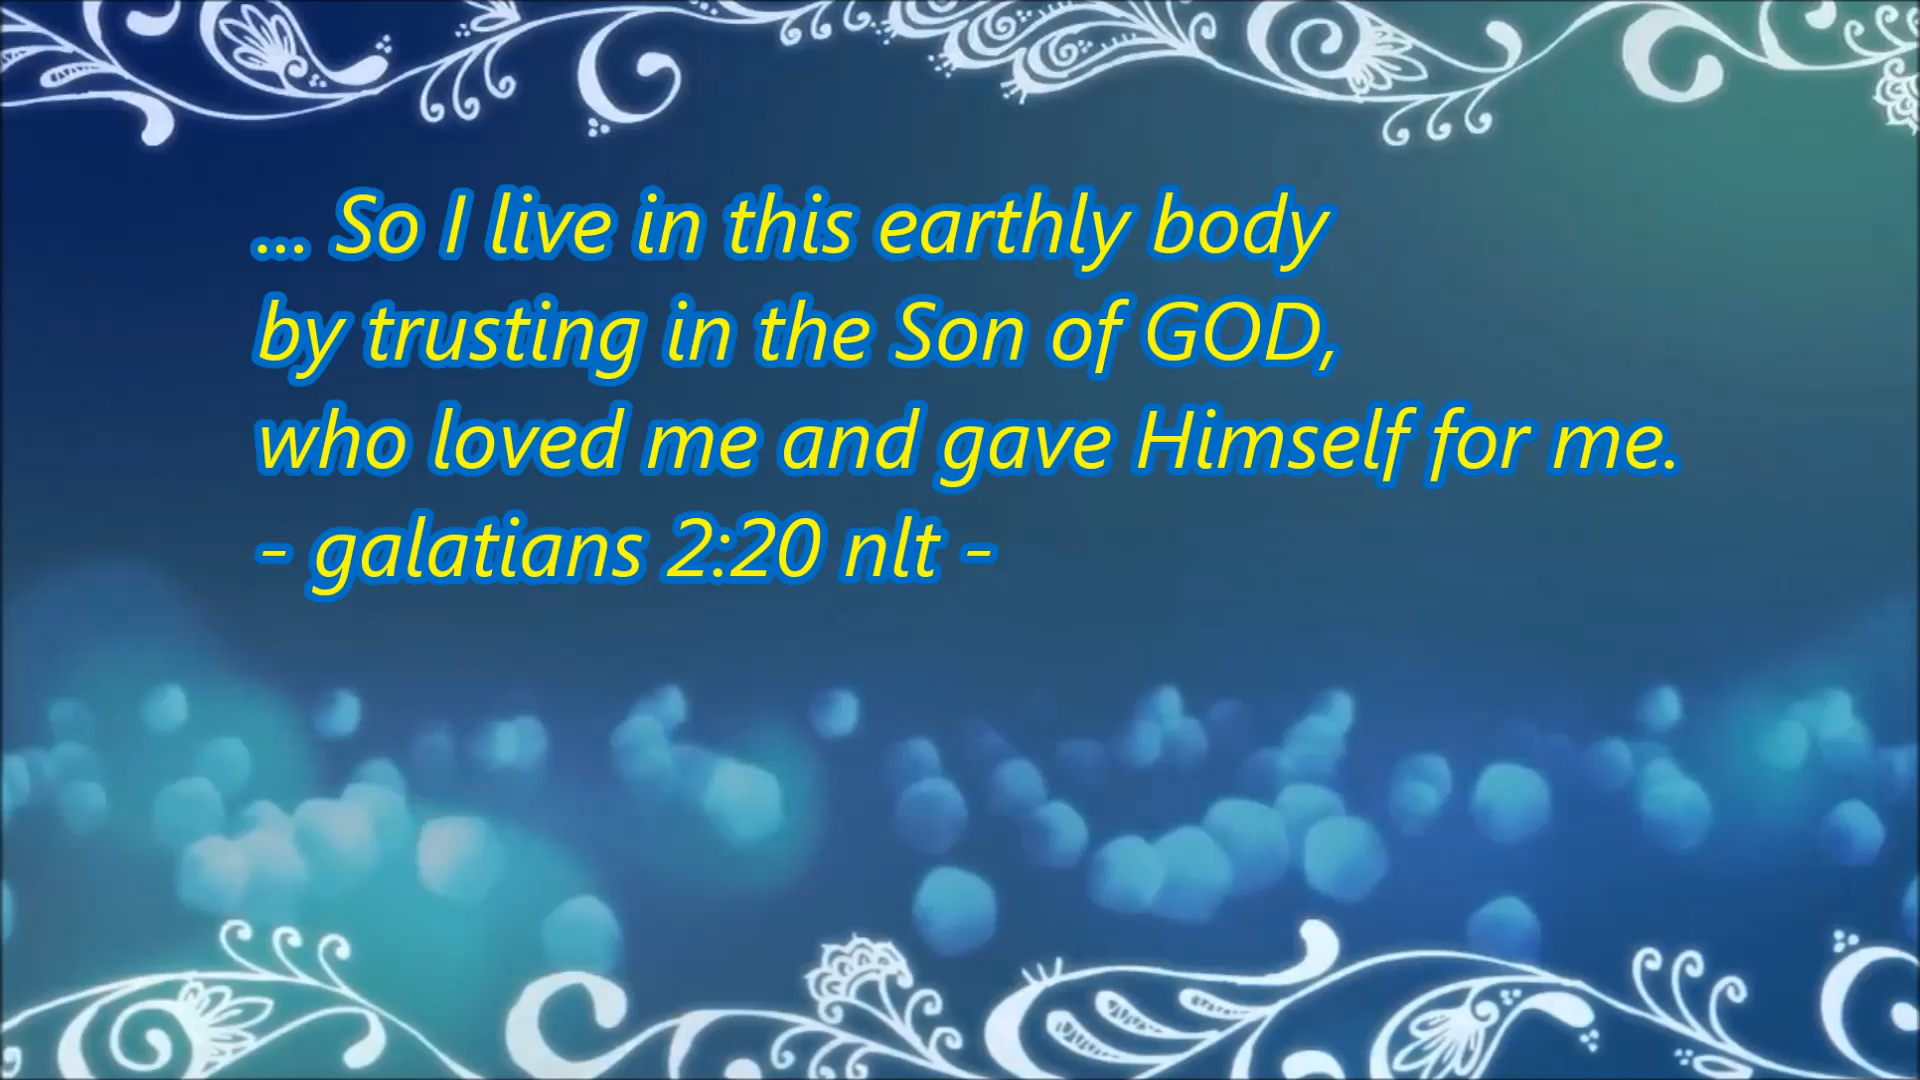 ... So I live in this earthly body
by trusting in the Son of GOD,
who loved me and gave Himself for me.
- galatians 2:20 nlt -